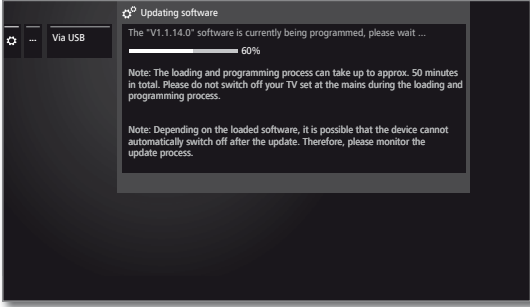 Updating software
... Via USB
The "V1.1.14.0" software is currently being programmed, please wait ...
60%
Note: The loading and programming process can take up to approx. 50 minutes
in total. Please do not switch off your TV set at the mains during the loading and
programming process.
Note: Depending on the loaded software, it is possible that the device cannot
automatically switch off after the update. Therefore, please monitor the
update process.